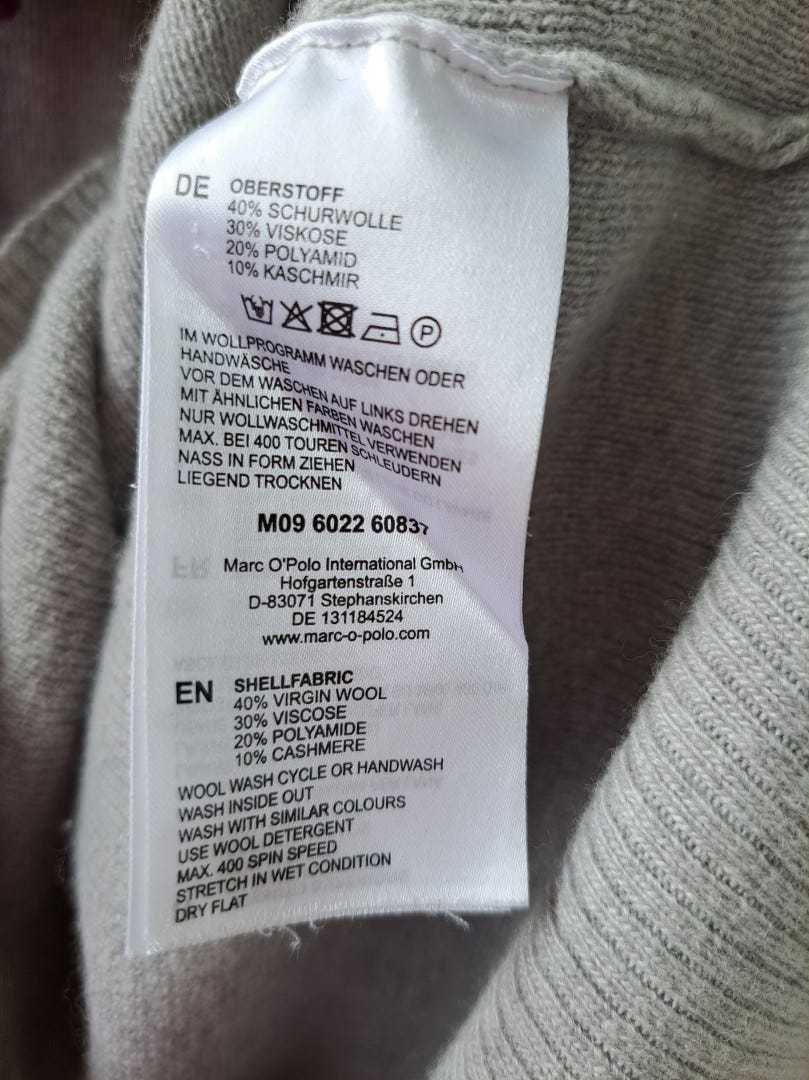 DE OBERSTOFF
40% SCHURWOLLE
30% VISKOSE
20% POLYAMID
10% KASCHMIR
P
IM WOLLPROGRAMM WASCHEN ODER
HANDWÄSCHE
VOR DEM WASCHEN AUF LINKS DREHEN
MIT ÄHNLICHEN FARBEN WASCHEN
NUR WOLLWASCHMITTEL VERWENDEN
MAX. BEI 400 TOUREN SCHLEUDERN
NASS IN FORM ZIEHEN
LIEGEND TROCKNEN
M09 6022 60837
Marc O'Polo International GmbH
Hofgartenstraße 1
D-83071 Stephanskirchen
DE 131184524
www.marc-o-polo.com
EN SHELLFABRIC
40% VIRGIN WOOL
30% VISCOSE
20% POLYAMIDE
10% CASHMERE
WOOL WASH CYCLE OR HANDWASH
WASH INSIDE OUT
WASH WITH SIMILAR COLOURS
USE WOOL DETERGENT
MAX. 400 SPIN SPEED
STRETCH IN WET CONDITION
DRY FLAT